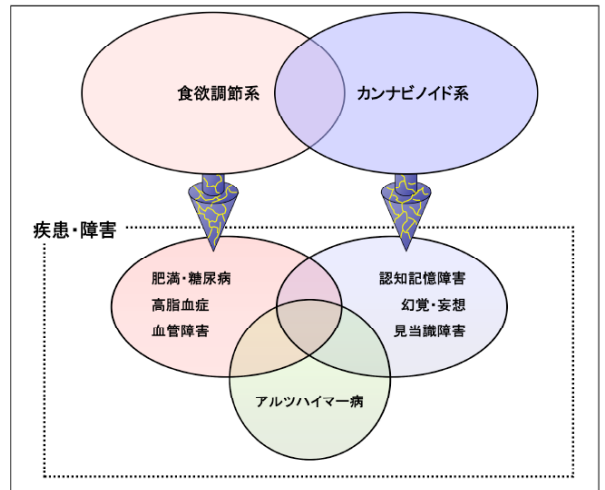 食欲調節系
カンナビノイド系
疾患・障害
肥満・糖尿病
高脂血症
血管障害
認知記憶障害
幻覚・妄想
見当識障害
アルツハイマー病